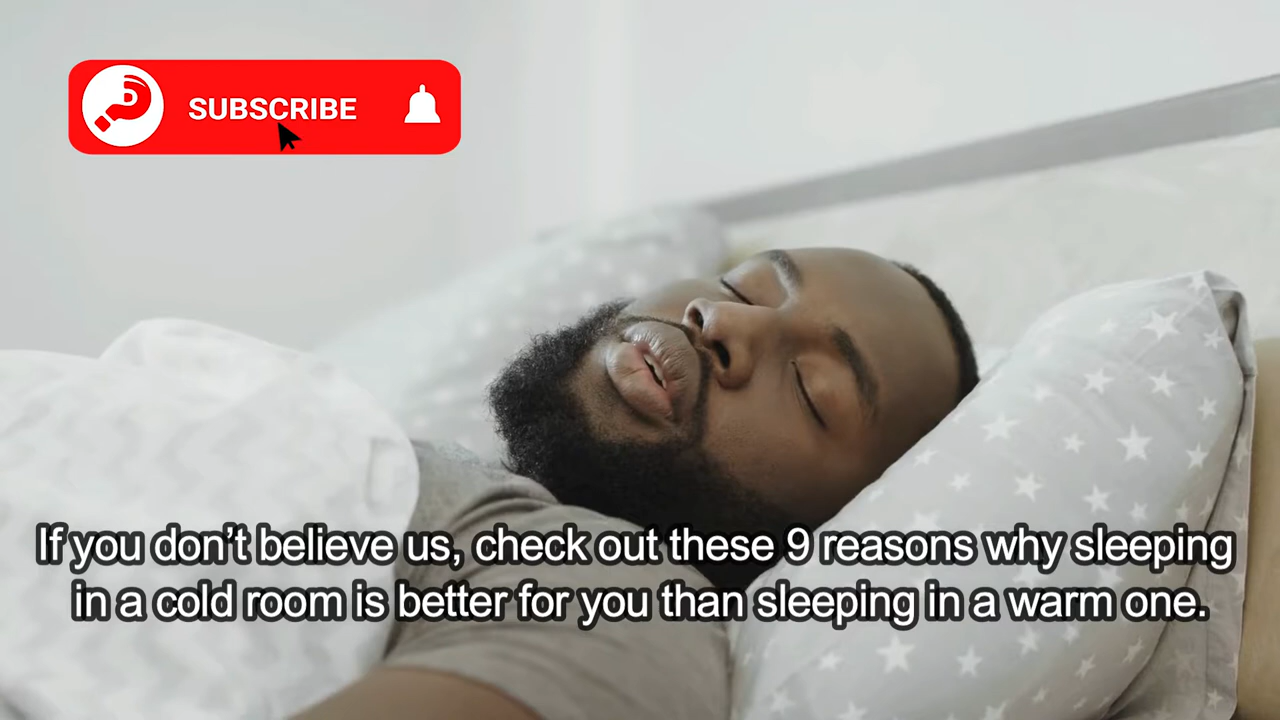 SUBSCRIBE
If you don't believe us, check out these 9 reasons why sleeping
in a cold room is better for you than sleeping in a warm one.